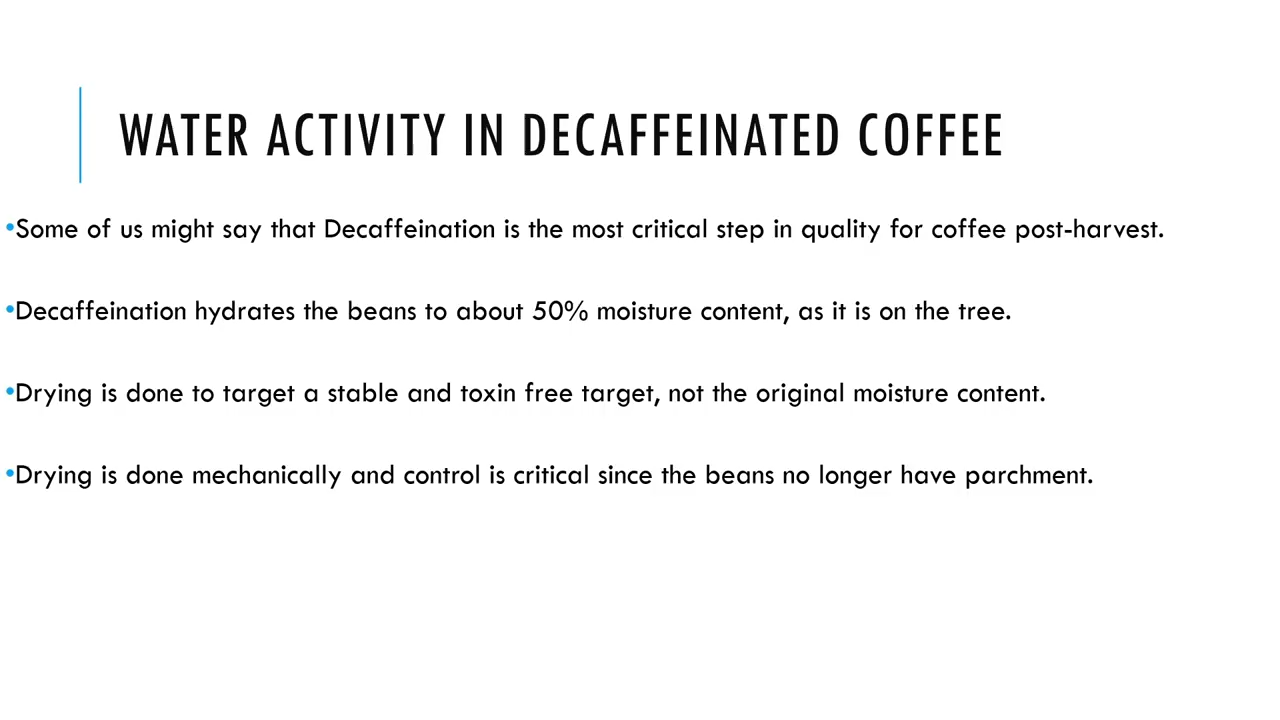 WATER ACTIVITY IN DECAFFEINATED COFFEE
•Some of us might say that Decaffeination is the most critical step in quality for coffee post-harvest.
•Decaffeination hydrates the beans to about 50% moisture content, as it is on the tree.
•Drying is done to target a stable and toxin free target, not the original moisture content.
•Drying is done mechanically and control is critical since the beans no longer have parchment.